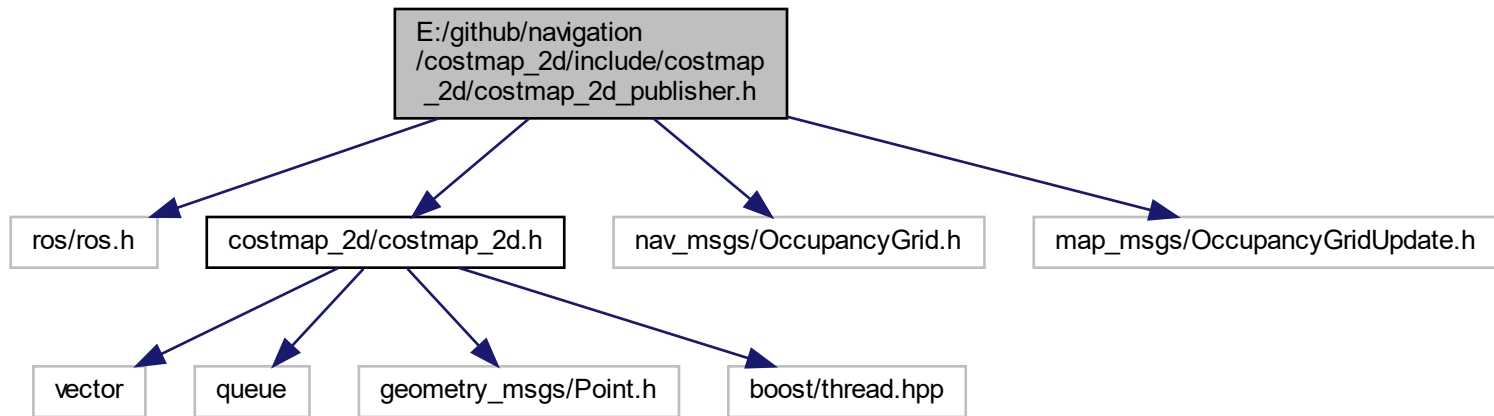 E:/github/navigation
/costmap_2d/include/costmap
_2d/costmap_2d_publisher.h
ros/ros.h
costmap_2d/costmap_2d.h
nav_msgs/OccupancyGrid.h
map_msgs/OccupancyGridUpdate.h
vector
queue
geometry_msgs/Point.h
boost/thread.hpp